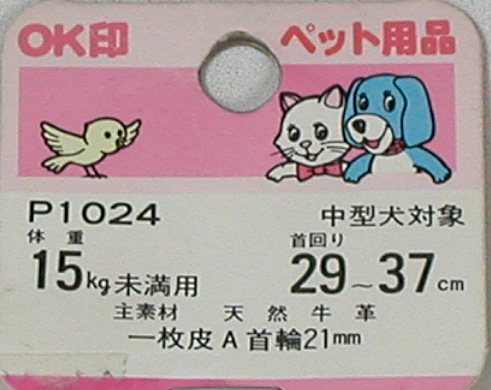 OK印 ペット用品
P1024 中型犬対象
体重 首回り
15kg未満用 29~37cm
主素材 天然牛革
一枚皮A首輪21mm